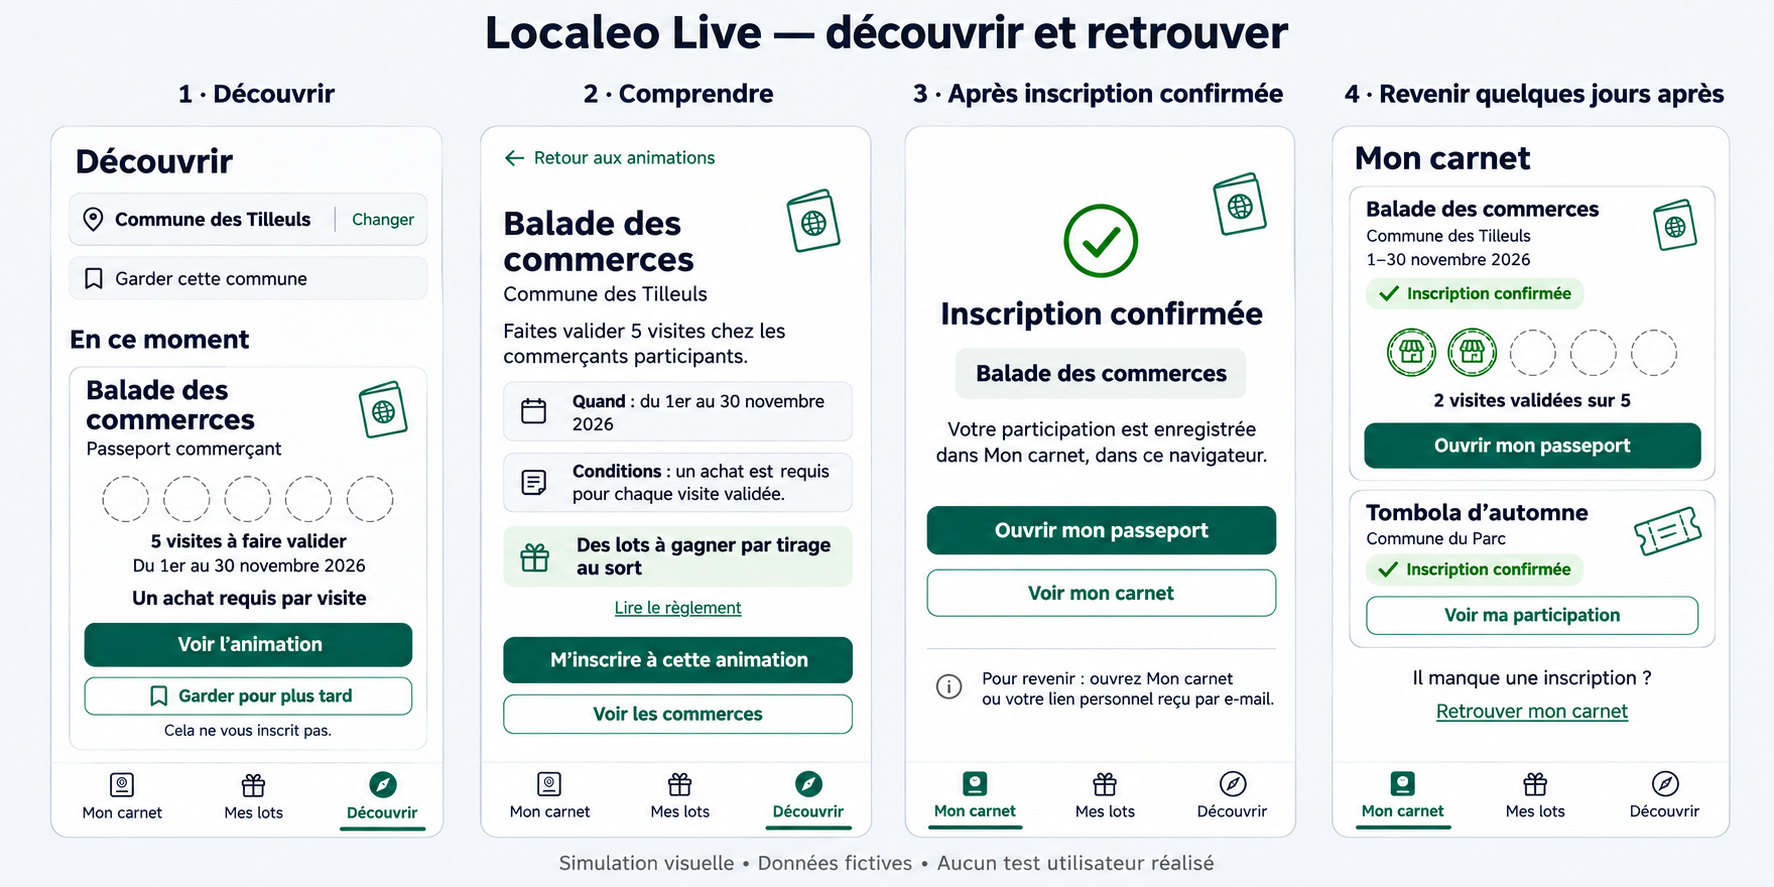 Localeo Live — découvrir et retrouver
1 · Découvrir
Découvrir
Commune des Tilleuls
Changer
Garder cette commune
En ce moment
Balade des
commerrces
Passeport commerçant
5 visites à faire valider
Du 1er au 30 novembre 2026
Un achat requis par visite
Voir l’animation
Garder pour plus tard
Cela ne vous inscrit pas.
Mon carnet
Mes lots
Découvrir
2 · Comprendre
← Retour aux animations
Balade des
commerces
Commune des Tilleuls
Faites valider 5 visites chez les
commerçants participants.
Quand : du 1er au 30 novembre
2026
Conditions : un achat est requis
pour chaque visite validée.
Des lots à gagner par tirage
au sort
Lire le règlement
M’inscrire à cette animation
Voir les commerces
Mon carnet
Mes lots
Découvrir
3 · Après inscription confirmée
Inscription confirmée
Balade des commerces
Votre participation est enregistrée
dans Mon carnet, dans ce navigateur.
Ouvrir mon passeport
Voir mon carnet
Pour revenir : ouvrez Mon carnet
ou votre lien personnel reçu par e-mail.
Mon carnet
Mes lots
Découvrir
4 · Revenir quelques jours après
Mon carnet
Balade des commerces
Commune des Tilleuls
1–30 novembre 2026
Inscription confirmée
2 visites validées sur 5
Ouvrir mon passeport
Tombola d’automne
Commune du Parc
Inscription confirmée
Voir ma participation
Il manque une inscription ?
Retrouver mon carnet
Mon carnet
Mes lots
Découvrir
Simulation visuelle • Données fictives • Aucun test utilisateur réalisé